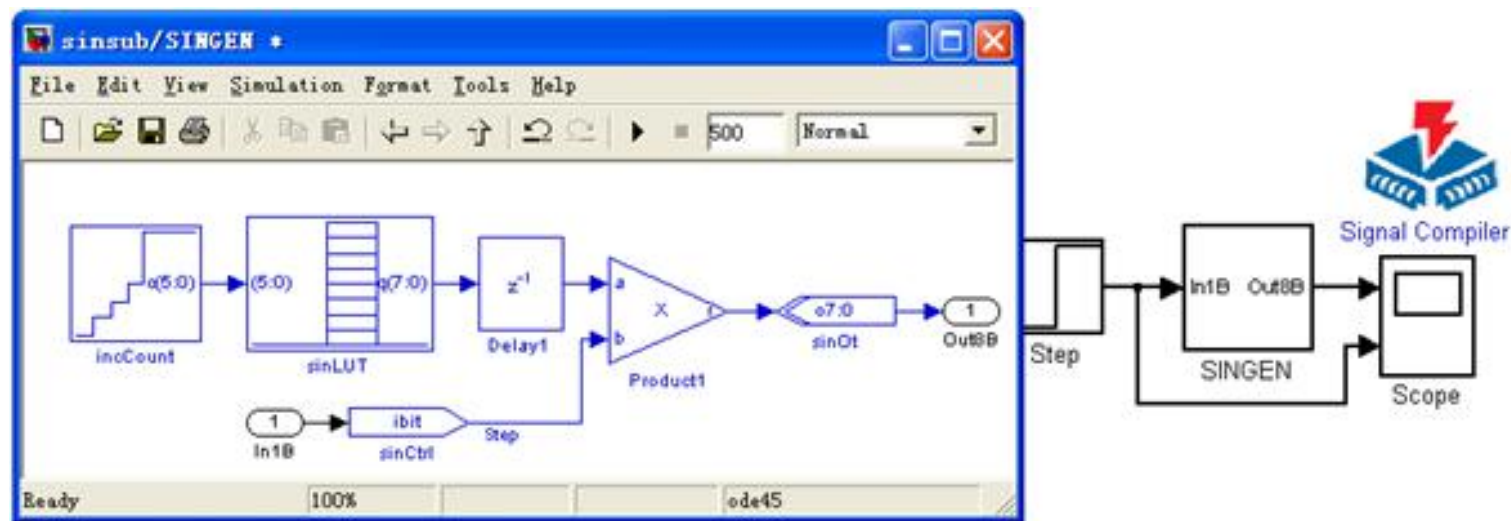 sinsub/SINGEN *
File Edit View Simulation Format Tools Help
500 Normal
o(5:0) (5:0) q(7:0) z⁻¹ a
b
X r o7:0 1
incCount sinLUT Delay1 sinOt Out8B
Product1
1 ibit Step
In1B sinCtrl
Ready 100% ode45
Signal Compiler
In1B Out8B
Step SINGEN Scope